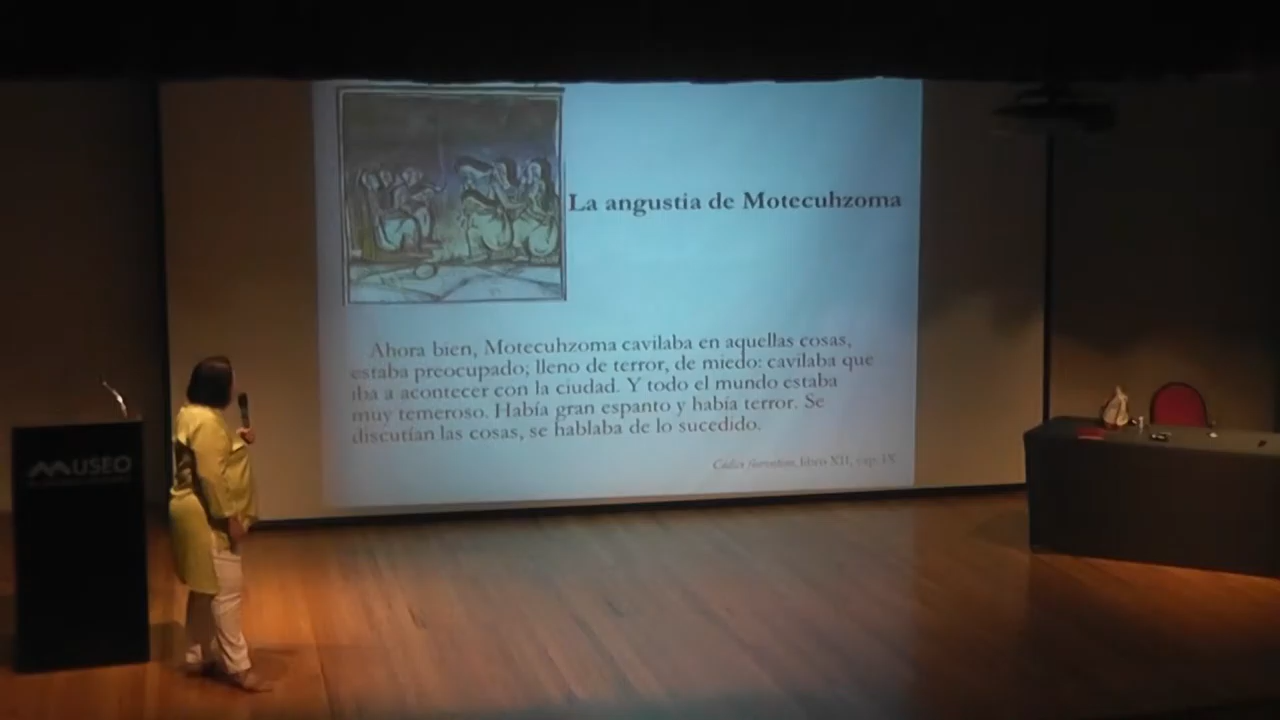 La angustia de Motecuhzoma
Ahora bien, Motecuhzoma cavilaba en aquellas cosas,
estaba preocupado; lleno de terror, de miedo: cavilaba que
iba a acontecer con la ciudad. Y todo el mundo estaba
muy temeroso. Había gran espanto y había terror. Se
discutían las cosas, se hablaba de lo sucedido.
Códice florentino, libro XII, cap. IX
MUSEO